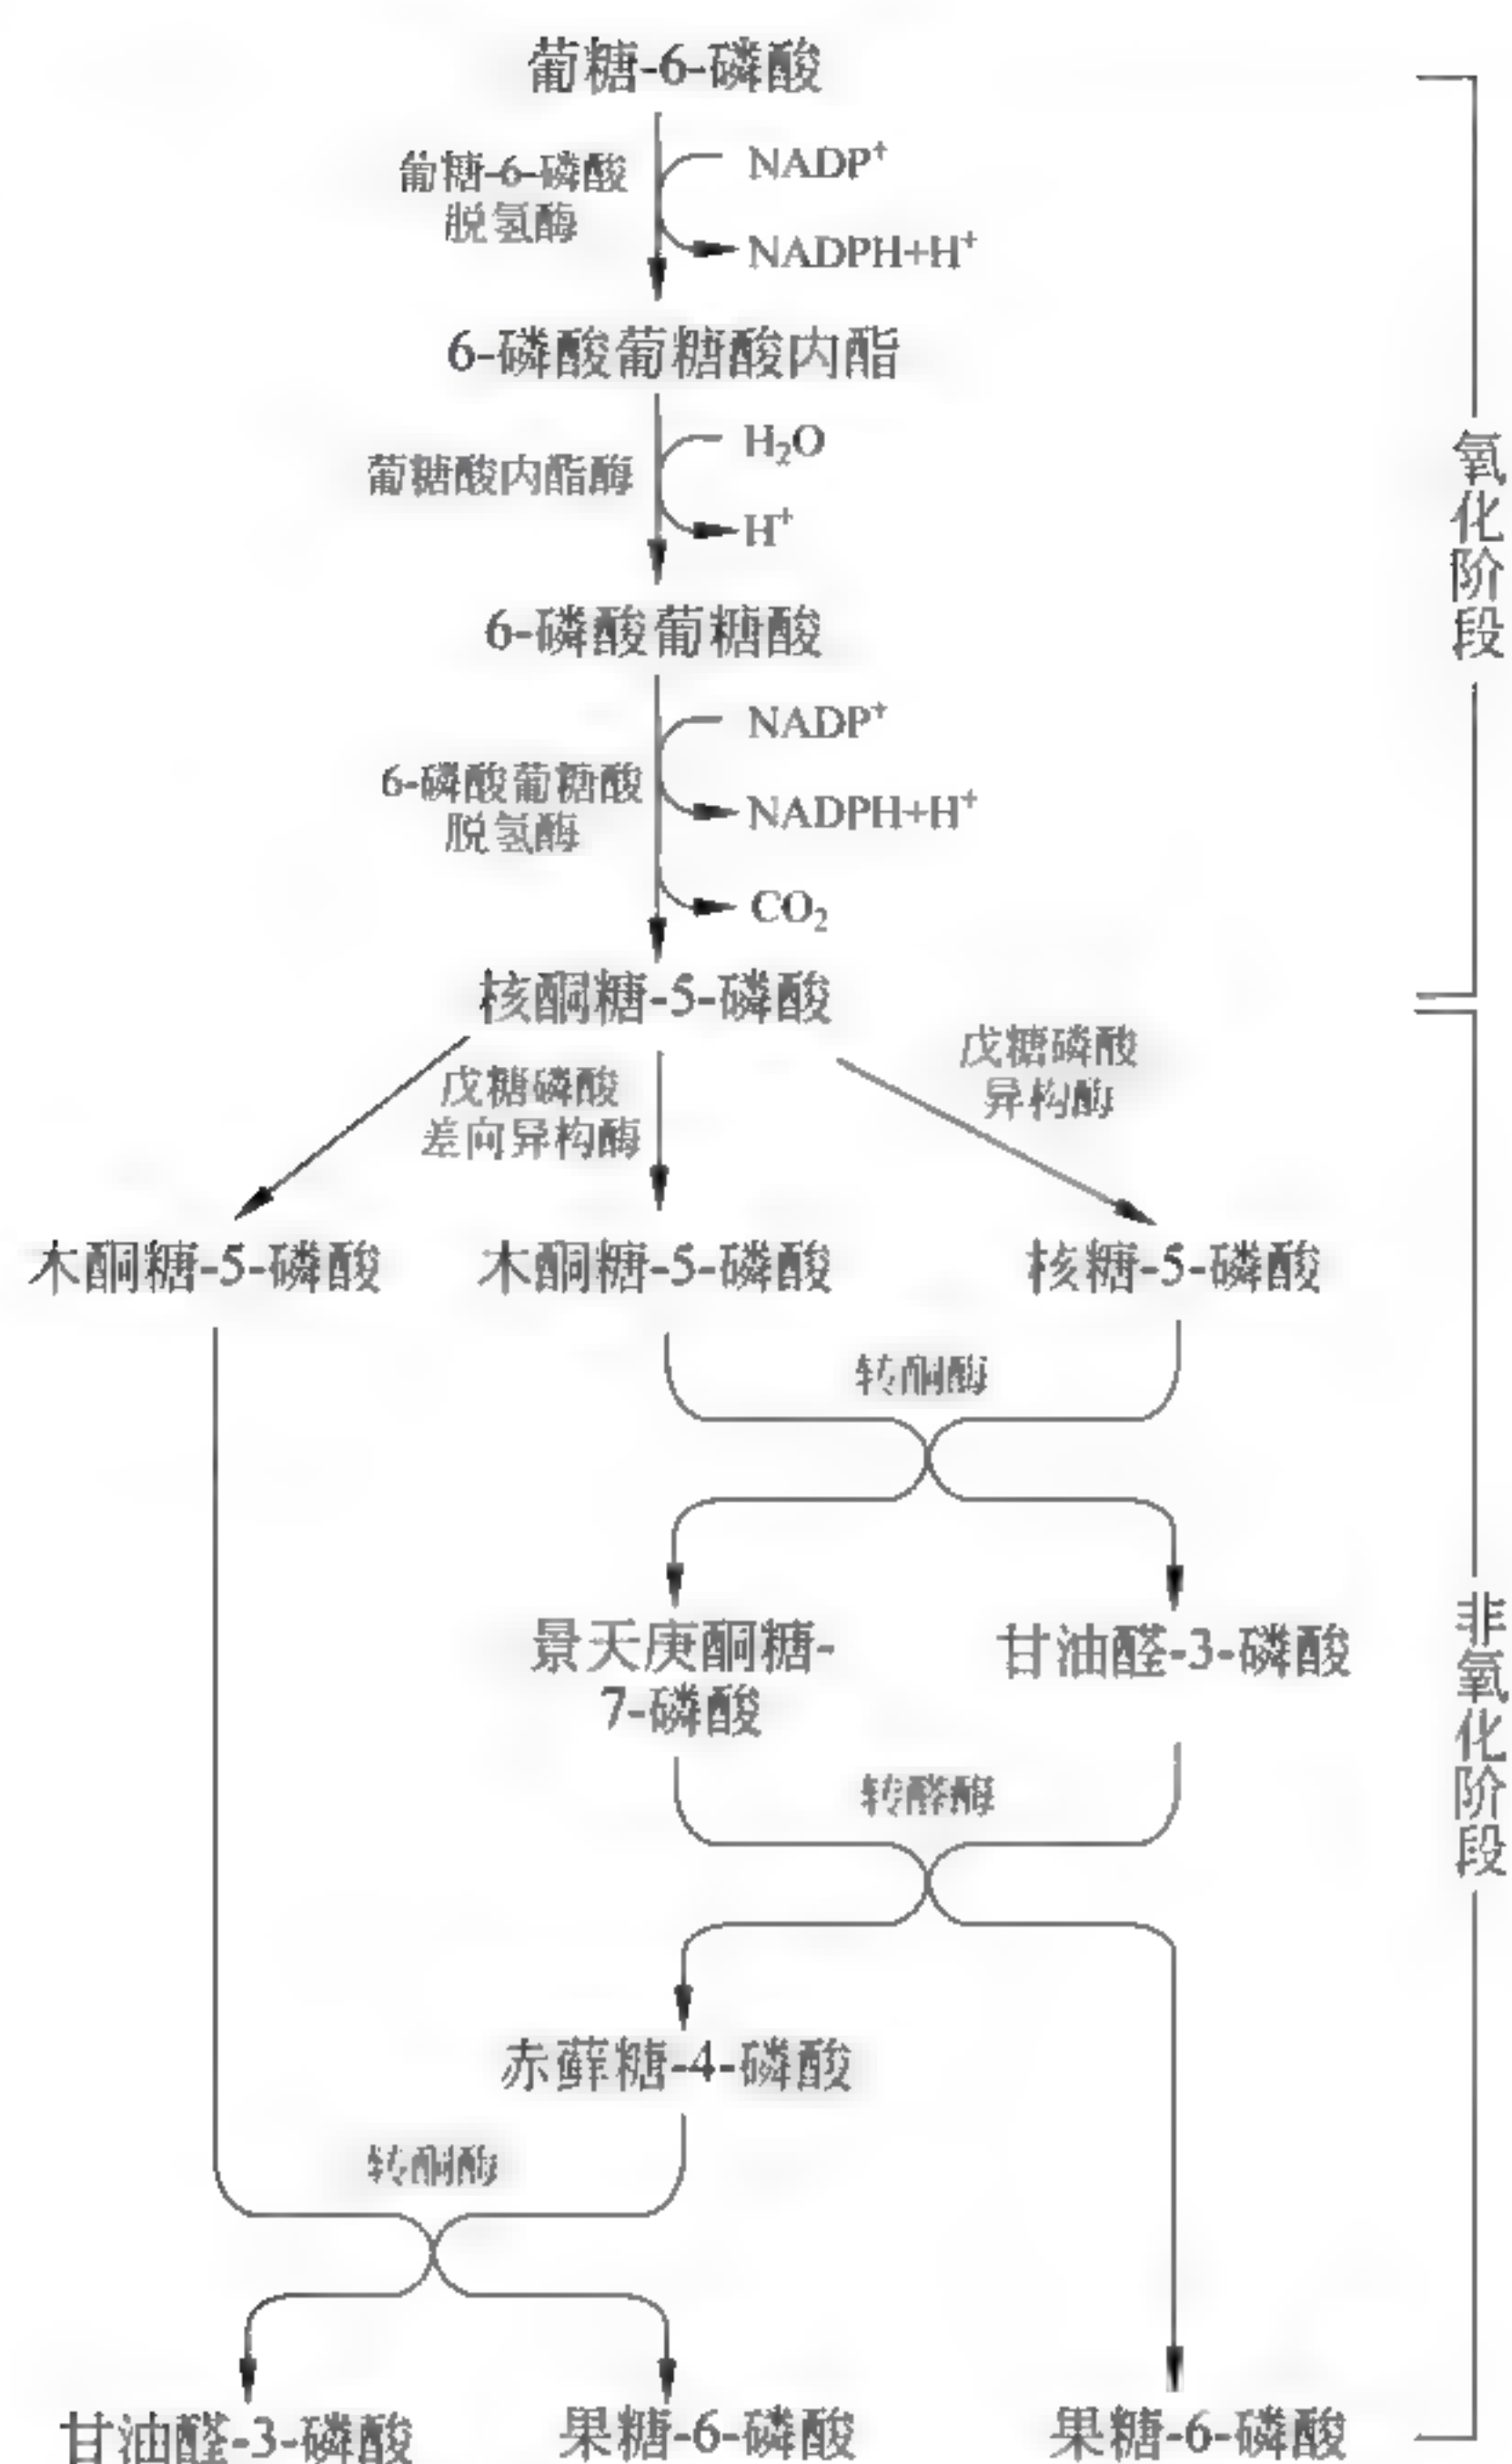 葡糖-6-磷酸
葡糖-6-磷酸
脱氢酶
NADP⁺
NADPH+H⁺
6-磷酸葡糖酸内酯
葡糖酸内酯酶
H₂O
H⁺
6-磷酸葡糖酸
6-磷酸葡糖酸
脱氢酶
NADP⁺
NADPH+H⁺
CO₂
氧化阶段
核酮糖-5-磷酸
戊糖磷酸
差向异构酶
戊糖磷酸
异构酶
木酮糖-5-磷酸
木酮糖-5-磷酸
核糖-5-磷酸
转酮酶
景天庚酮糖-
7-磷酸
甘油醛-3-磷酸
转醛酶
非氧化阶段
赤藓糖-4-磷酸
转酮酶
甘油醛-3-磷酸
果糖-6-磷酸
果糖-6-磷酸